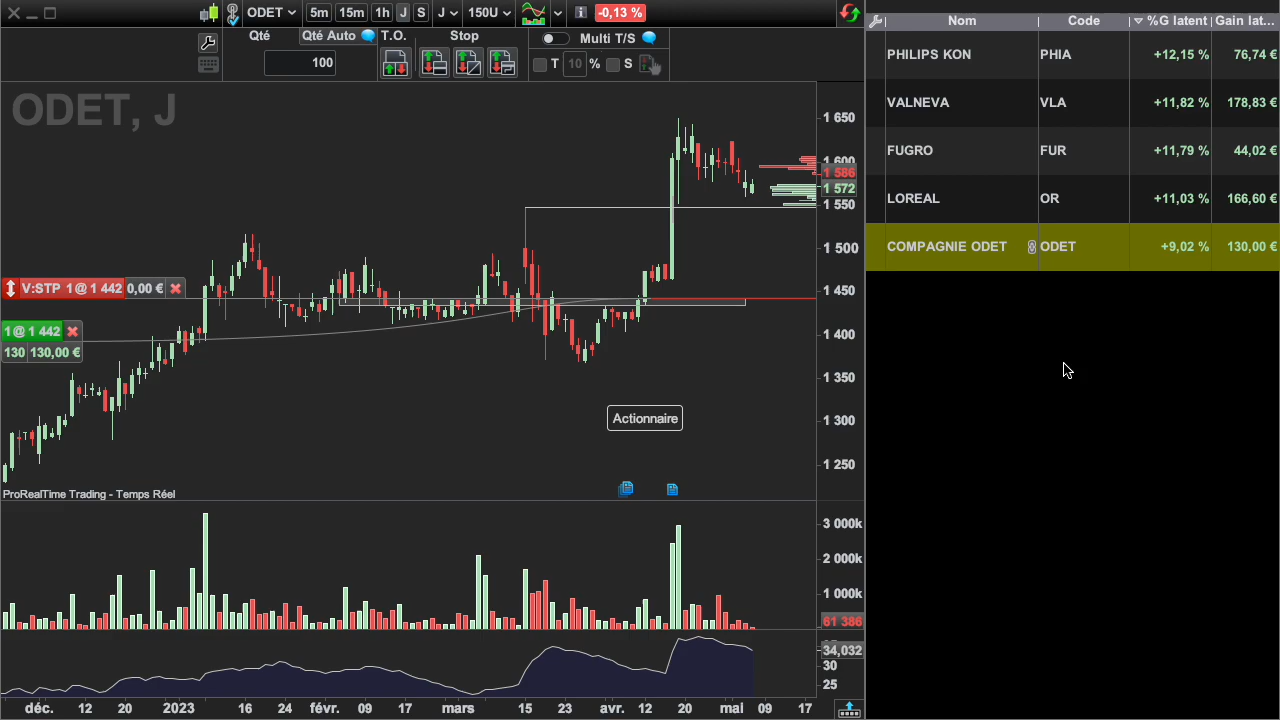 ODET 5m 15m 1h J S J 150U -0,13 %
Qté Qté Auto T.O. Stop Multi T/S
100 T 10 % S
ODET, J
1 650
1 600
1 586
1 572
1 550
1 500
1 450
1 400
1 350
1 300
1 250
V:STP 1@1 442 0,00 €
1@1 442
130 130,00 €
Actionnaire
ProRealTime Trading - Temps Réel
3 000k
2 000k
1 000k
61 386
34,032
30
25
déc. 12 20 2023 16 24 févr. 09 17 mars 15 23 avr. 12 20 mai 09 17
Nom Code %G latent Gain lat...
PHILIPS KON PHIA +12,15 % 76,74 €
VALNEVA VLA +11,82 % 178,83 €
FUGRO FUR +11,79 % 44,02 €
LOREAL OR +11,03 % 166,60 €
COMPAGNIE ODET ODET +9,02 % 130,00 €